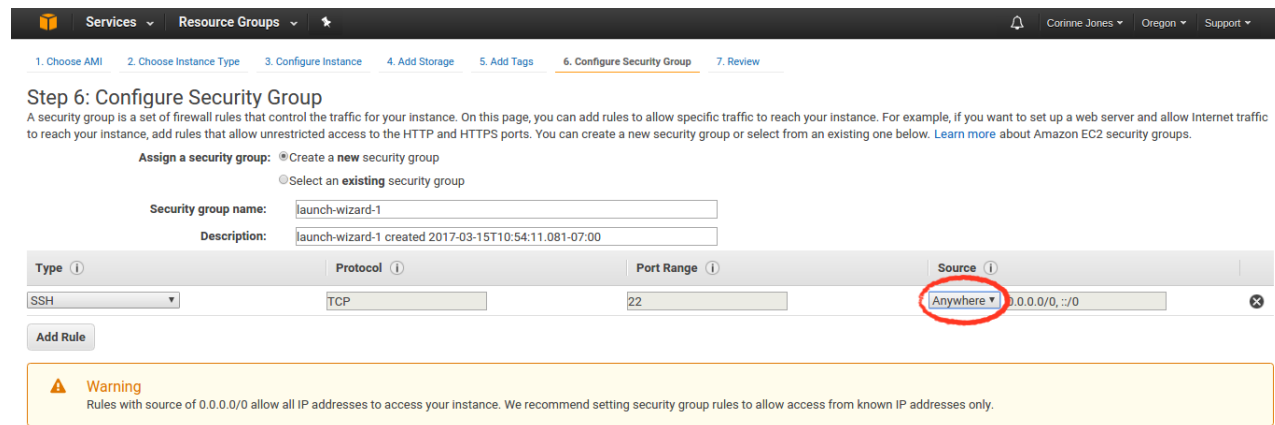 Services Resource Groups Corinne Jones Oregon Support
1. Choose AMI 2. Choose Instance Type 3. Configure Instance 4. Add Storage 5. Add Tags 6. Configure Security Group 7. Review
Step 6: Configure Security Group
A security group is a set of firewall rules that control the traffic for your instance. On this page, you can add rules to allow specific traffic to reach your instance. For example, if you want to set up a web server and allow Internet traffic
to reach your instance, add rules that allow unrestricted access to the HTTP and HTTPS ports. You can create a new security group or select from an existing one below. Learn more about Amazon EC2 security groups.
Assign a security group: Create a new security group
Select an existing security group
Security group name: launch-wizard-1
Description: launch-wizard-1 created 2017-03-15T10:54:11.081-07:00
Type Protocol Port Range Source
SSH TCP 22 Anywhere 0.0.0.0/0, ::/0
Add Rule
Warning
Rules with source of 0.0.0.0/0 allow all IP addresses to access your instance. We recommend setting security group rules to allow access from known IP addresses only.